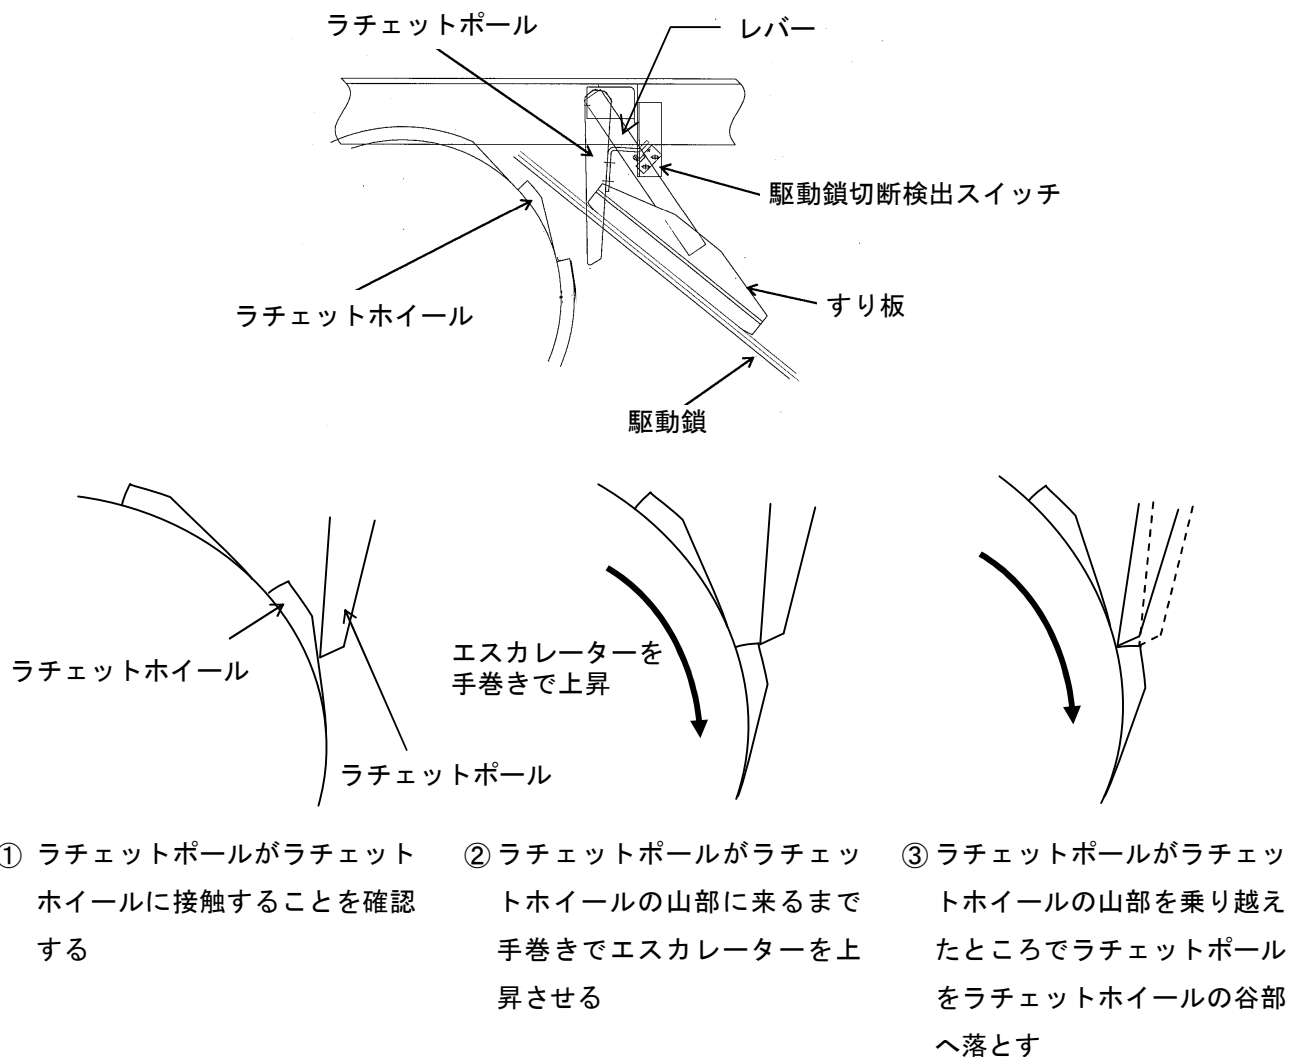 ラチェットポール
レバー
駆動鎖切断検出スイッチ
ラチェットホイール
すり板
駆動鎖
ラチェットホイール
ラチェットポール
エスカレーターを
手巻きで上昇
① ラチェットポールがラチェット
ホイールに接触することを確認
する
② ラチェットポールがラチェッ
トホイールの山部に来るまで
手巻きでエスカレーターを上
昇させる
③ ラチェットポールがラチェッ
トホイールの山部を乗り越え
たところでラチェットポール
をラチェットホイールの谷部
へ落とす